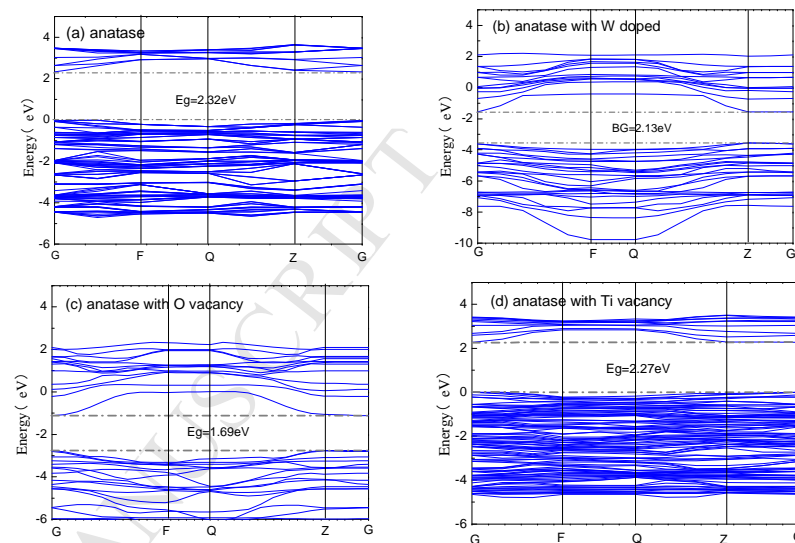 (a) anatase
Energy( eV)
4
2
0
-2
-4
-6
Eg=2.32eV
G F Q Z G
(b) anatase with W doped
Energy( eV)
4
2
0
-2
-4
-6
-8
-10
BG=2.13eV
G F Q Z G
(c) anatase with O vacancy
Energy( eV)
4
2
0
-2
-4
-6
Eg=1.69eV
G F Q Z G
(d) anatase with Ti vacancy
Energy( eV)
4
2
0
-2
-4
-6
Eg=2.27eV
G F Q Z
ANUSCRIPT